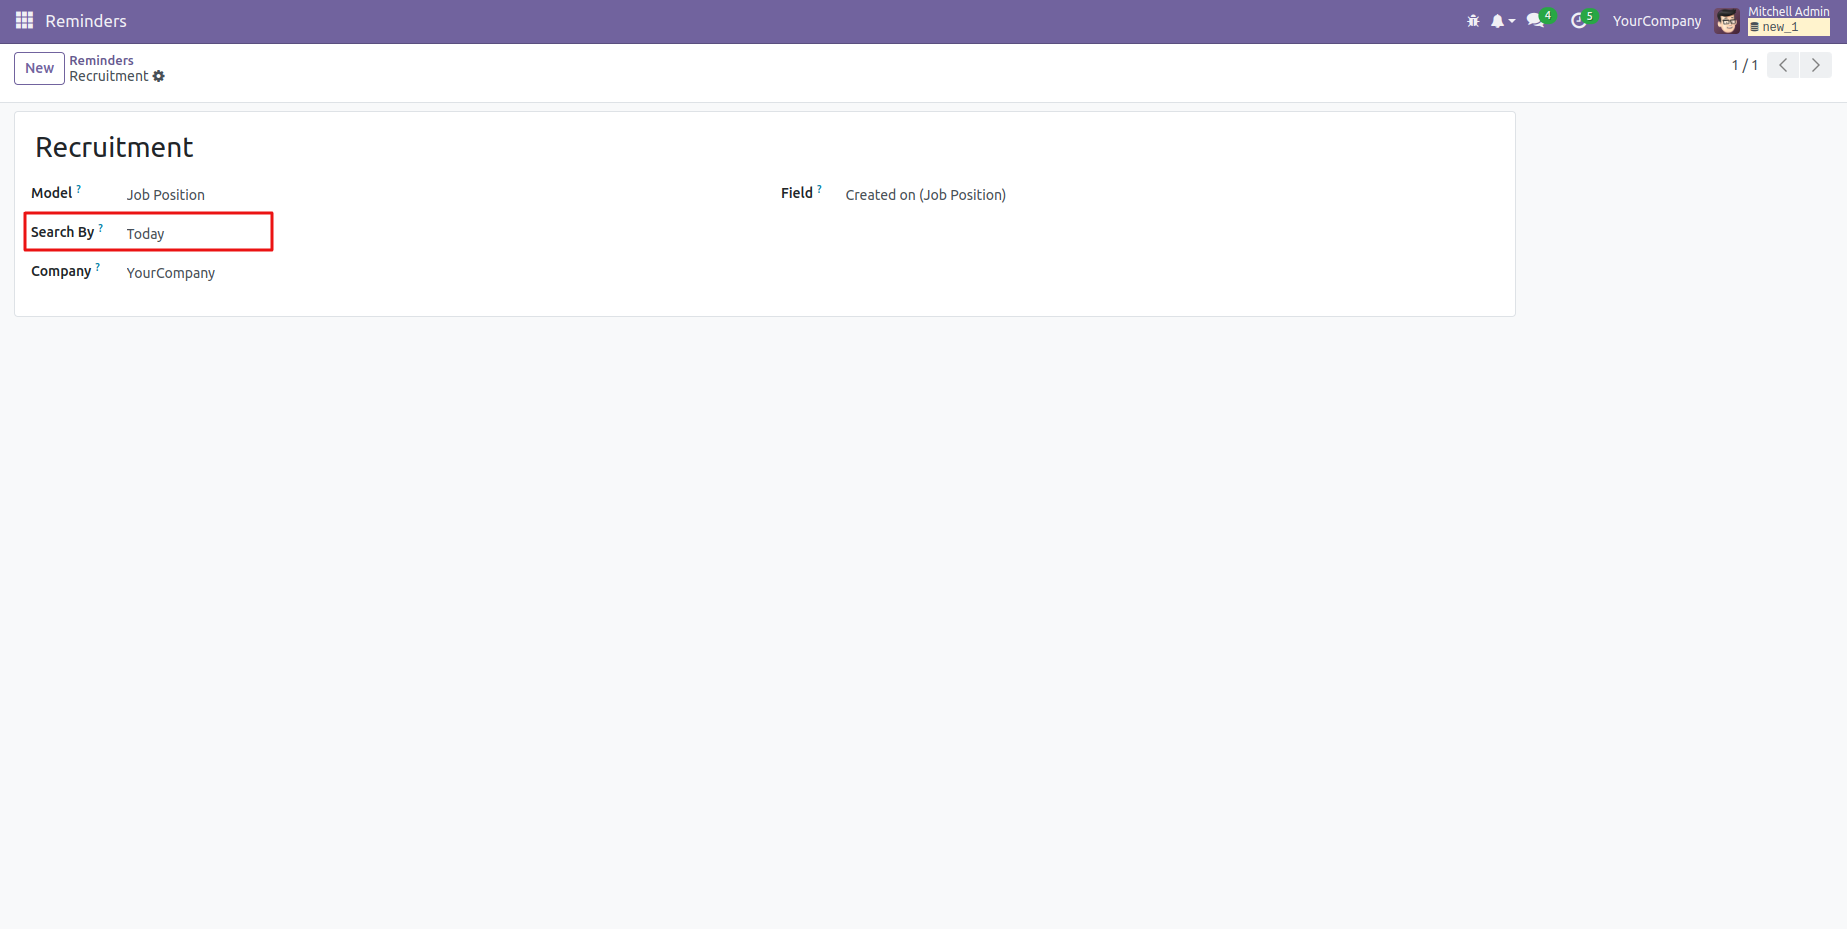 Reminders
4
5
YourCompany
Mitchell Admin
new_1
New
Reminders
Recruitment
1 / 1
Recruitment
Model ? Job Position
Field ? Created on (Job Position)
Search By ? Today
Company ? YourCompany